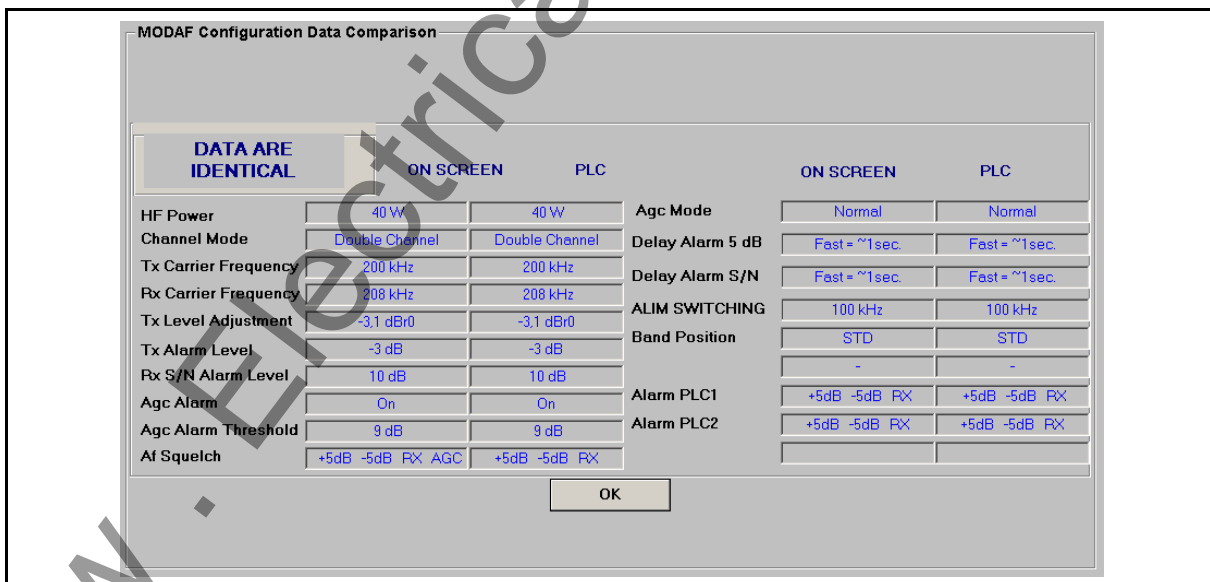 MODAF Configuration Data Comparison
DATA ARE
IDENTICAL
ON SCREEN PLC
ON SCREEN PLC
HF Power 40 W 40 W
Agc Mode Normal Normal
Channel Mode Double Channel Double Channel
Delay Alarm 5 dB Fast = ~1sec. Fast = ~1sec.
Tx Carrier Frequency 200 kHz 200 kHz
Delay Alarm S/N Fast = ~1sec. Fast = ~1sec.
Rx Carrier Frequency 208 kHz 208 kHz
ALIM SWITCHING 100 kHz 100 kHz
Tx Level Adjustment -3,1 dBr0 -3,1 dBr0
Band Position STD STD
Tx Alarm Level -3 dB -3 dB
- -
Rx S/N Alarm Level 10 dB 10 dB
Alarm PLC1 +5dB -5dB RX +5dB -5dB RX
Agc Alarm On On
Alarm PLC2 +5dB -5dB RX +5dB -5dB RX
Agc Alarm Threshold 9 dB 9 dB
Af Squelch +5dB -5dB RX AGC +5dB -5dB RX
OK
w . Electrica